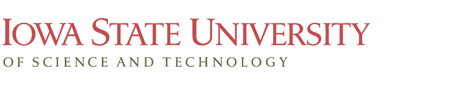 IOWA STATE UNIVERSITY
OF SCIENCE AND TECHNOLOGY